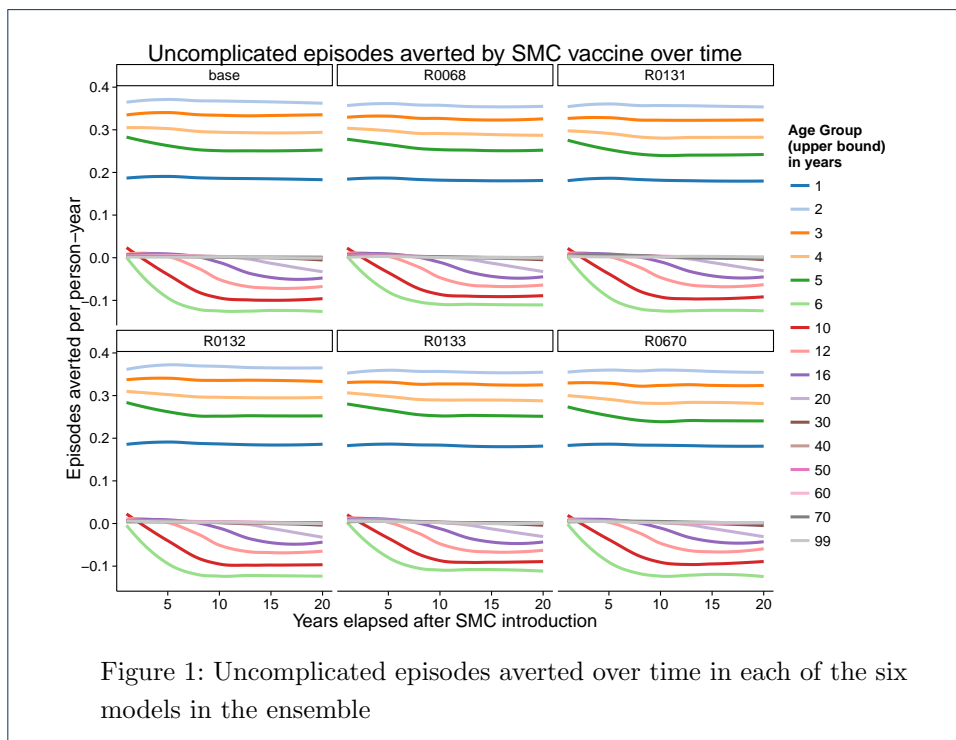 Uncomplicated episodes averted by SMC vaccine over time
base
R0068
R0131
0.4
0.3
0.2
0.1
0.0
−0.1
R0132
R0133
R0670
0.4
0.3
0.2
0.1
0.0
−0.1
Episodes averted per person−year
5
10
15
20
5
10
15
20
5
10
15
20
Years elapsed after SMC introduction
Age Group
(upper bound)
in years
1
2
3
4
5
6
10
12
16
20
30
40
50
60
70
99
Figure 1: Uncomplicated episodes averted over time in each of the six
models in the ensemble